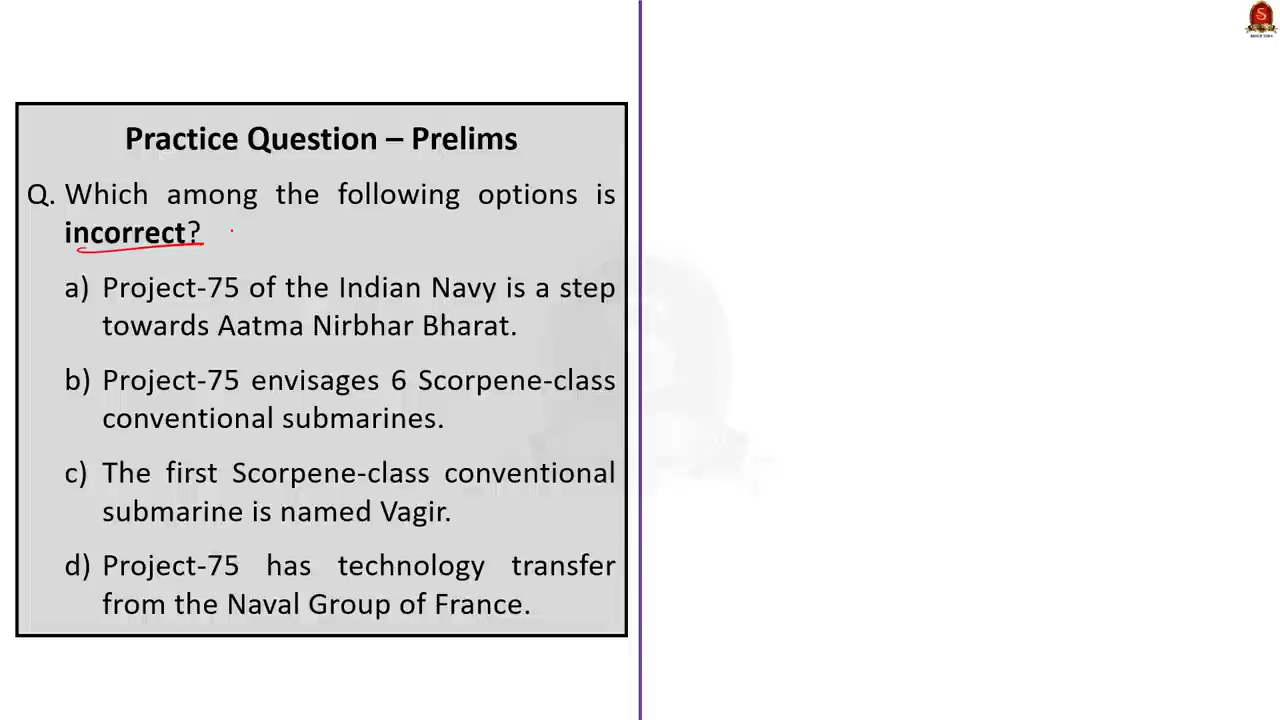 Practice Question – Prelims
Q. Which among the following options is
incorrect?
a) Project-75 of the Indian Navy is a step
towards Aatma Nirbhar Bharat.
b) Project-75 envisages 6 Scorpene-class
conventional submarines.
c) The first Scorpene-class conventional
submarine is named Vagir.
d) Project-75 has technology transfer
from the Naval Group of France.
S